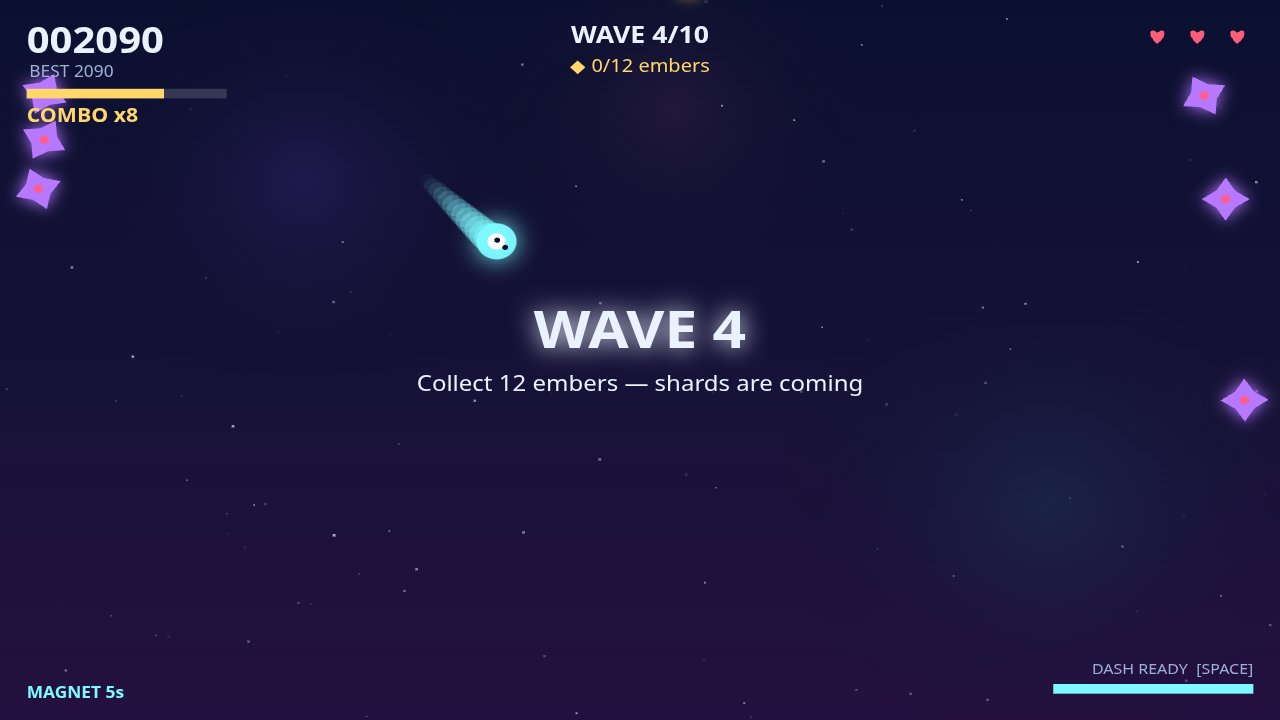 002090
BEST 2090
COMBO x8
WAVE 4/10
0/12 embers
WAVE 4
Collect 12 embers — shards are coming
MAGNET 5s
DASH READY [SPACE]